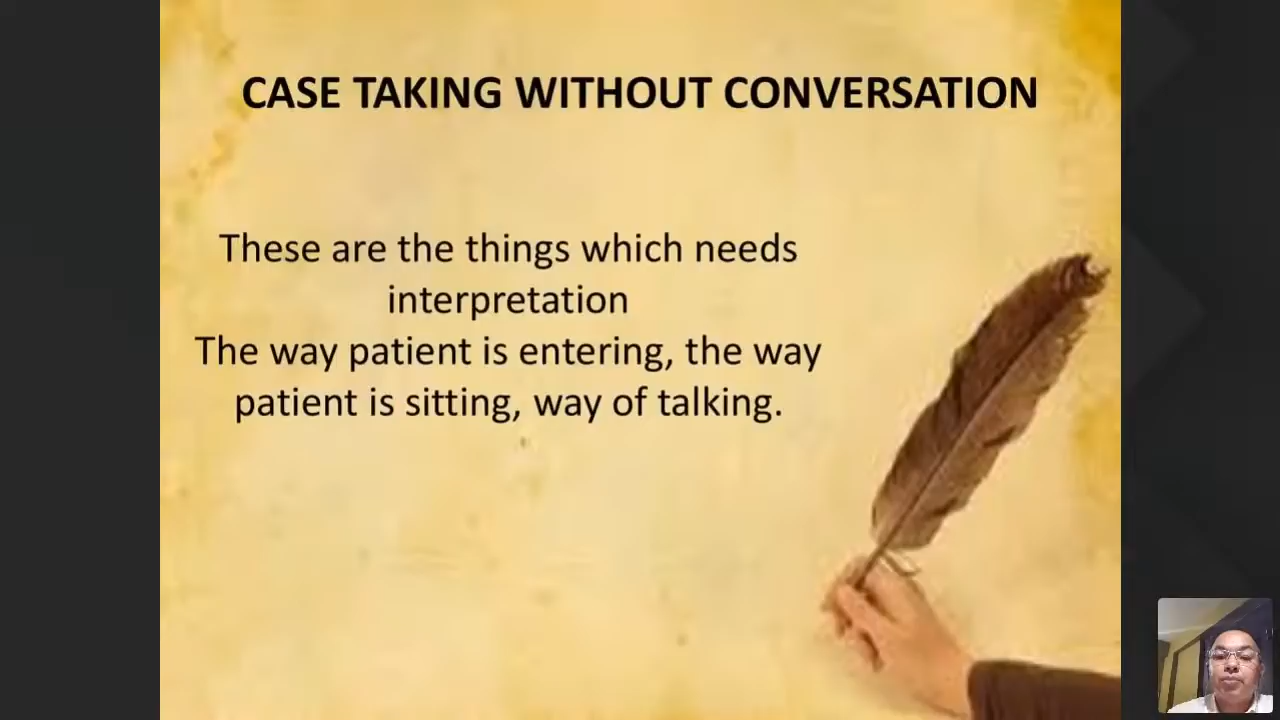 CASE TAKING WITHOUT CONVERSATION
These are the things which needs
interpretation
The way patient is entering, the way
patient is sitting, way of talking.